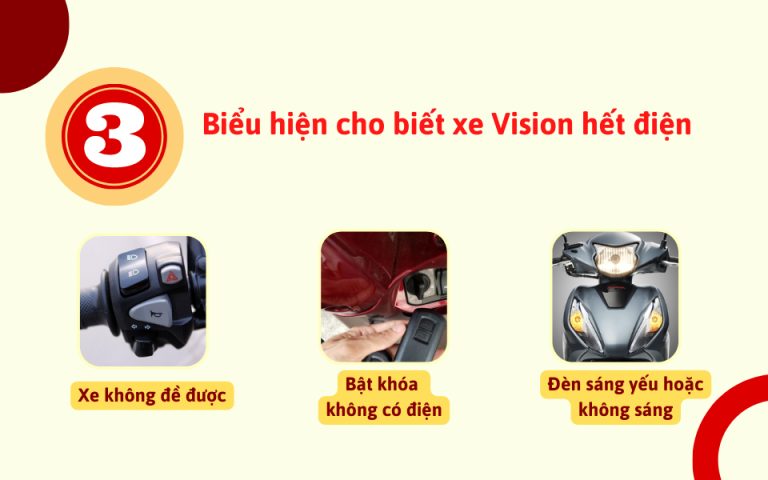 3
Biểu hiện cho biết xe Vision hết điện
Xe không đề được
Bật khóa
không có điện
Đèn sáng yếu hoặc
không sáng